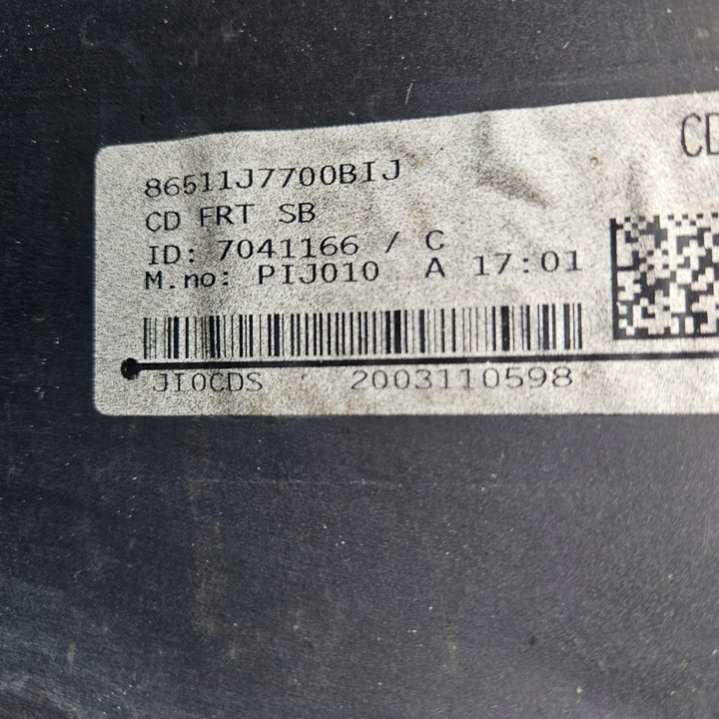 CD
86511J7700BIJ
CD FRT SB
ID: 7041166 / C
M.no: PIJ010 A 17:01
JI0CDS 2003110598